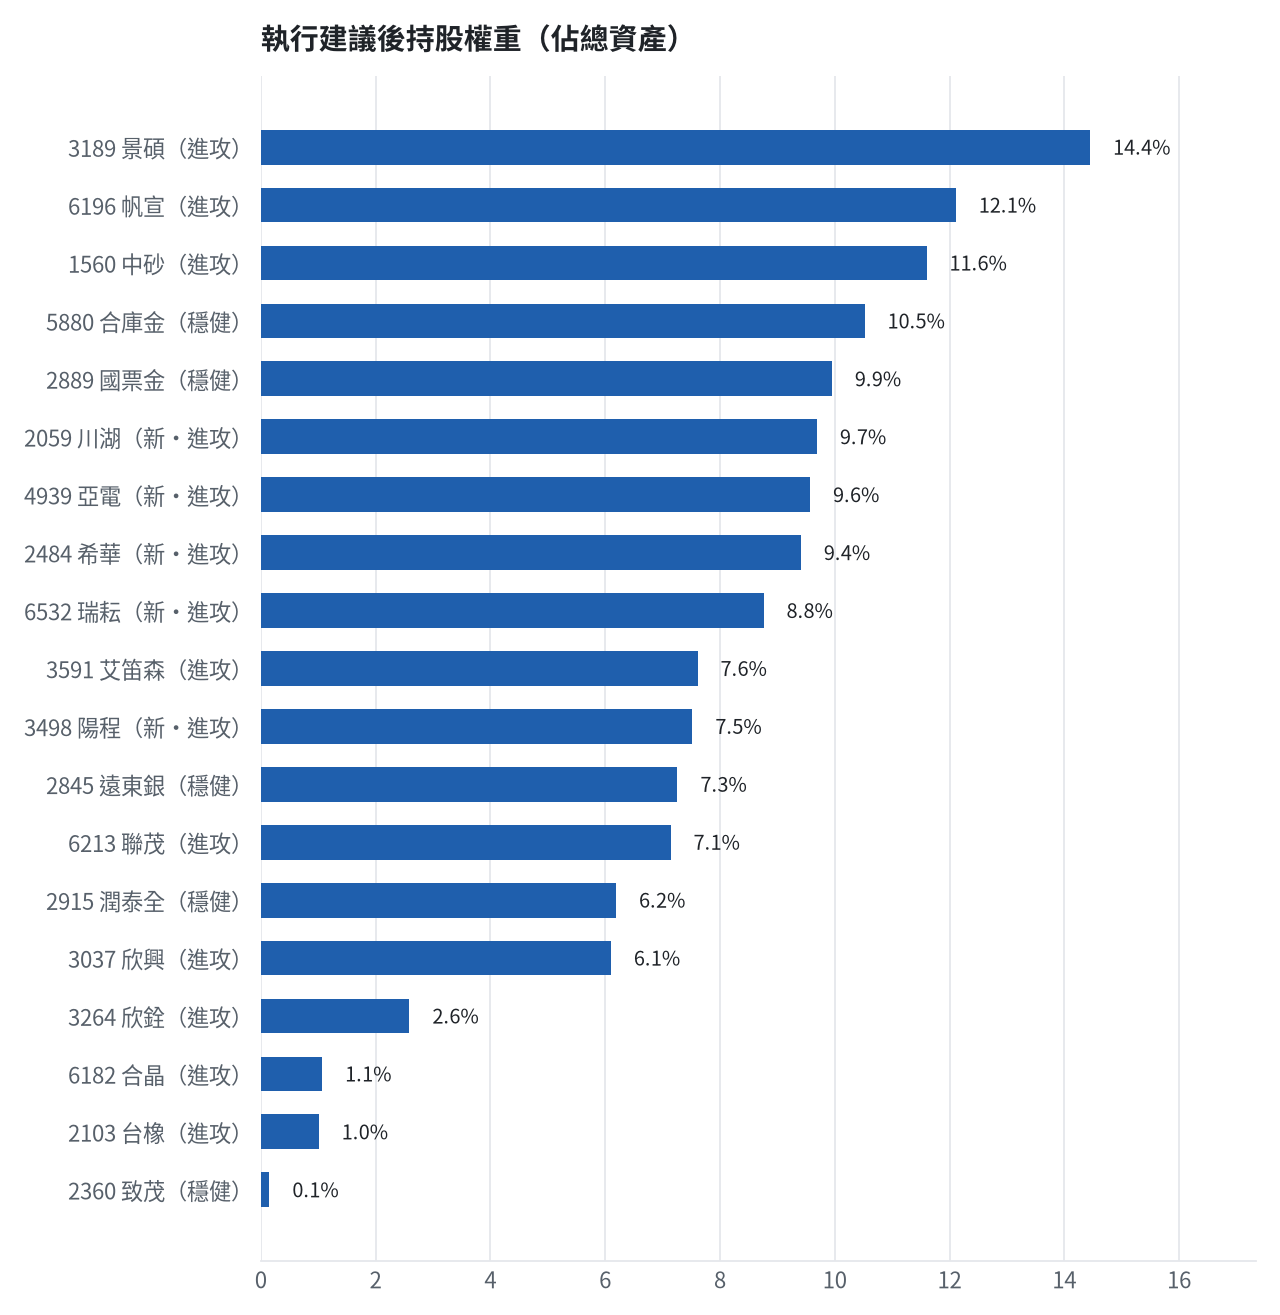 執行建議後持股權重（佔總資產）
3189 景碩（進攻） 14.4%
6196 帆宣（進攻） 12.1%
1560 中砂（進攻） 11.6%
5880 合庫金（穩健） 10.5%
2889 國票金（穩健） 9.9%
2059 川湖（新・進攻） 9.7%
4939 亞電（新・進攻） 9.6%
2484 希華（新・進攻） 9.4%
6532 瑞耘（新・進攻） 8.8%
3591 艾笛森（進攻） 7.6%
3498 陽程（新・進攻） 7.5%
2845 遠東銀（穩健） 7.3%
6213 聯茂（進攻） 7.1%
2915 潤泰全（穩健） 6.2%
3037 欣興（進攻） 6.1%
3264 欣銓（進攻） 2.6%
6182 合晶（進攻） 1.1%
2103 台橡（進攻） 1.0%
2360 致茂（穩健） 0.1%
0 2 4 6 8 10 12 14 16